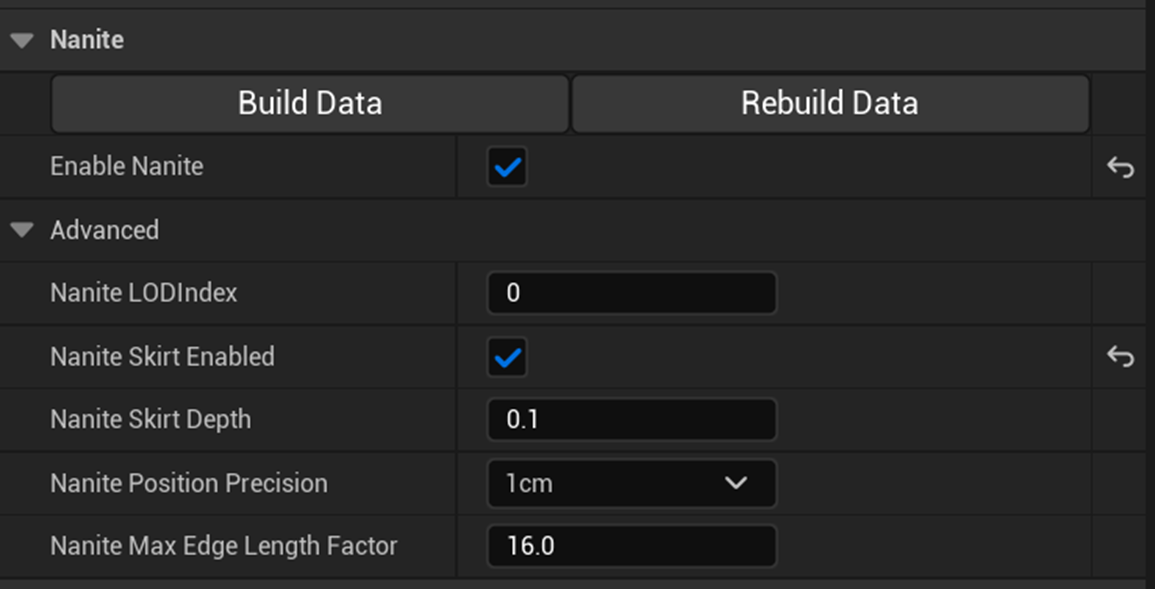 Nanite
Build Data Rebuild Data
Enable Nanite
Advanced
Nanite LODIndex 0
Nanite Skirt Enabled
Nanite Skirt Depth 0.1
Nanite Position Precision 1cm
Nanite Max Edge Length Factor 16.0